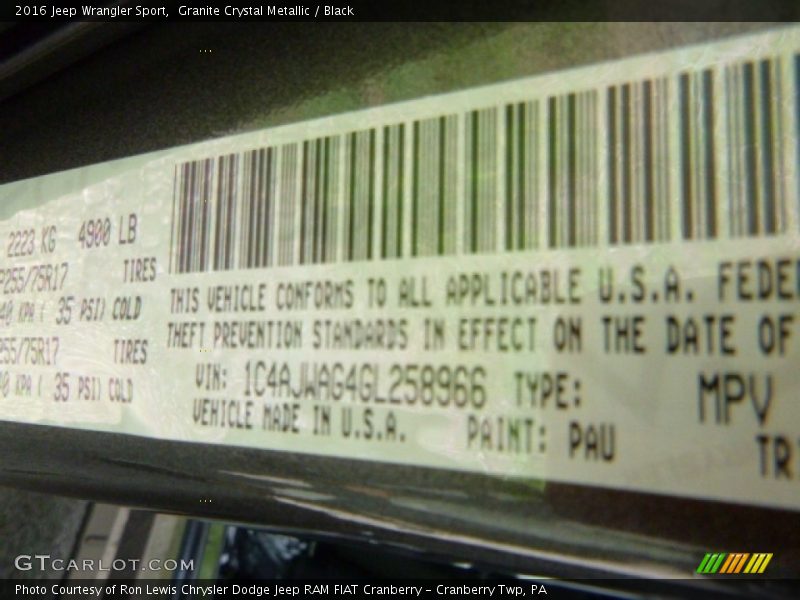 2016 Jeep Wrangler Sport,  Granite Crystal Metallic / Black
2223 KG  4900 LB
P255/75R17  TIRES
40 KPA ( 35 PSI) COLD
255/75R17  TIRES
40 KPA ( 35 PSI) COLD
THIS VEHICLE CONFORMS TO ALL APPLICABLE U.S.A. FEDE
THEFT PREVENTION STANDARDS IN EFFECT ON THE DATE OF
VIN: 1C4AJWAG4GL258966  TYPE:  MPV
VEHICLE MADE IN U.S.A.  PAINT: PAU
TR
GTCARLOT.COM
Photo Courtesy of Ron Lewis Chrysler Dodge Jeep RAM FIAT Cranberry – Cranberry Twp, PA